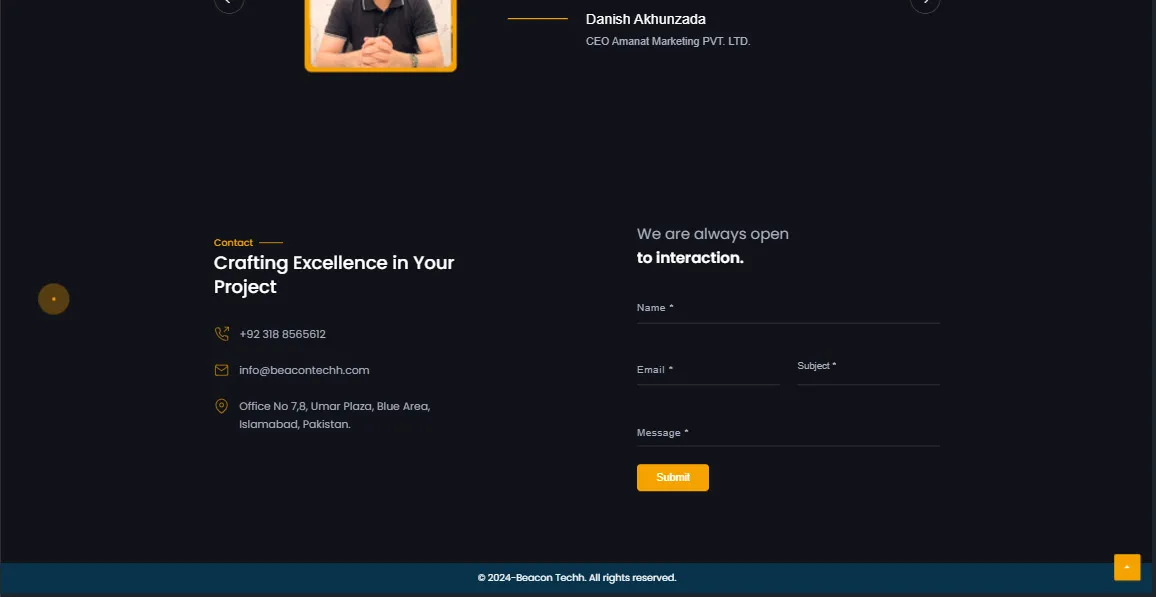 Danish Akhunzada
CEO Amanat Marketing PVT. LTD.
Contact
Crafting Excellence in Your
Project
+92 318 8565612
info@beacontechh.com
Office No 7,8, Umar Plaza, Blue Area,
Islamabad, Pakistan.
We are always open
to interaction.
Name *
Email *
Subject *
Message *
Submit
© 2024-Beacon Techh. All rights reserved.